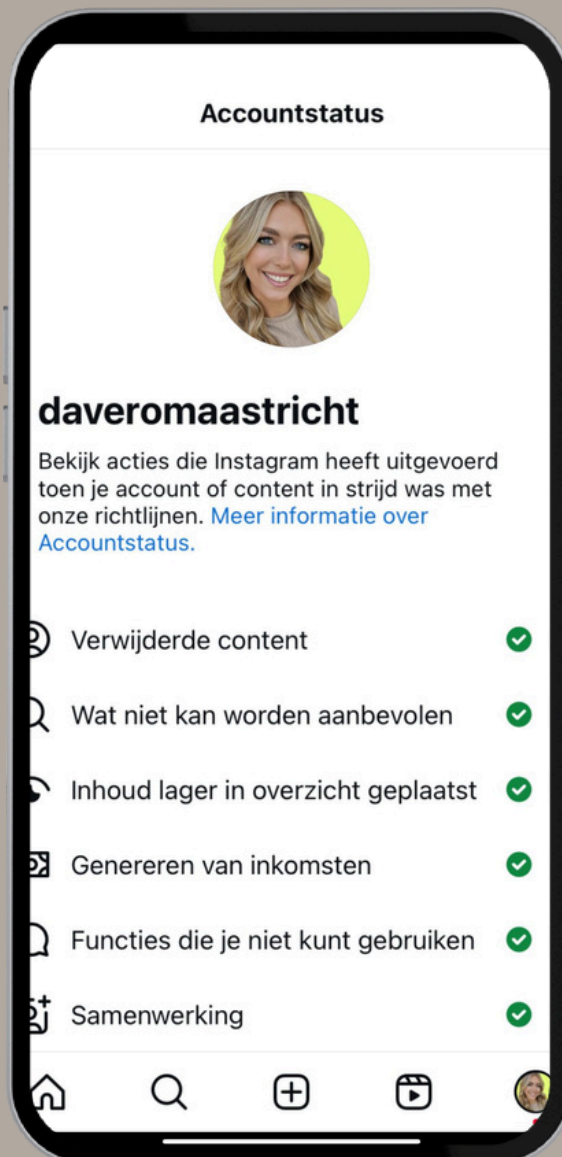 Accountstatus
daveromaastricht
Bekijk acties die Instagram heeft uitgevoerd
toen je account of content in strijd was met
onze richtlijnen. Meer informatie over
Accountstatus.
Verwijderde content
Wat niet kan worden aanbevolen
Inhoud lager in overzicht geplaatst
Genereren van inkomsten
Functies die je niet kunt gebruiken
Samenwerking